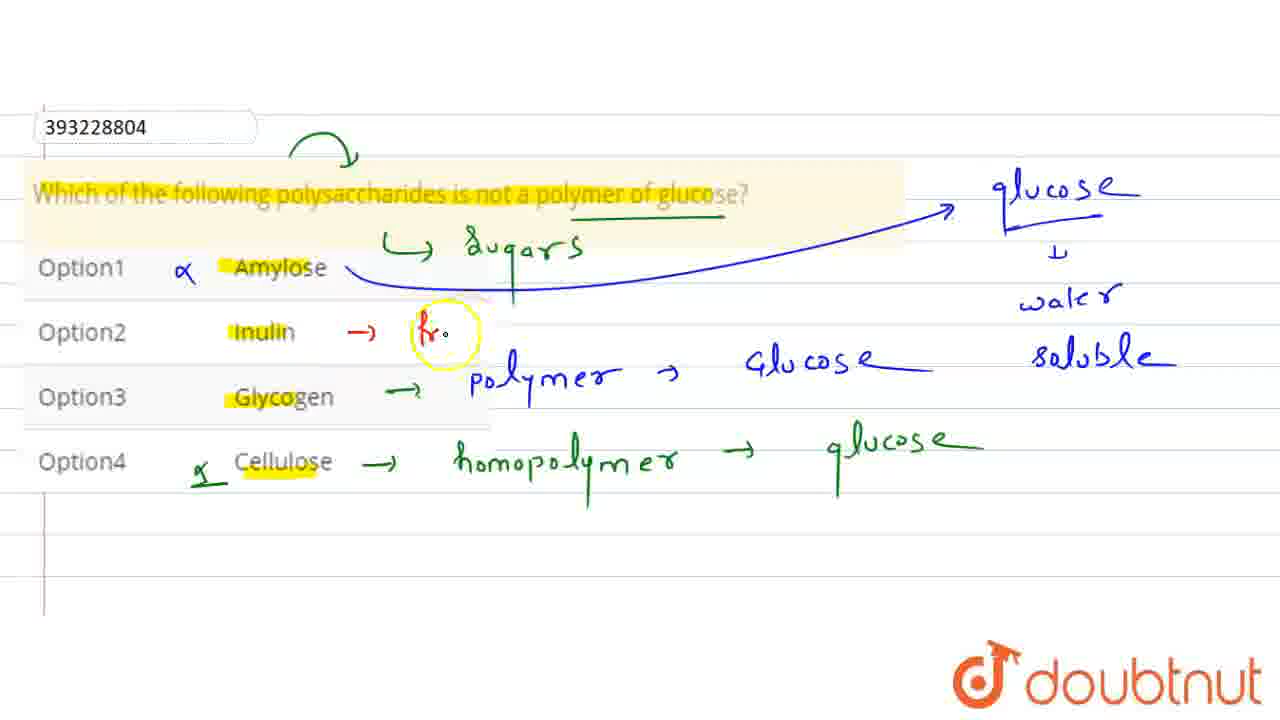 393228804
Which of the following polysaccharides is not a polymer of glucose?
glucose
Sugars
Option1 Amylose
water
Option2 Inulin → fr
soluble
Option3 Glycogen → polymer → Glucose
Option4 Cellulose → homopolymer → glucose
doubtnut